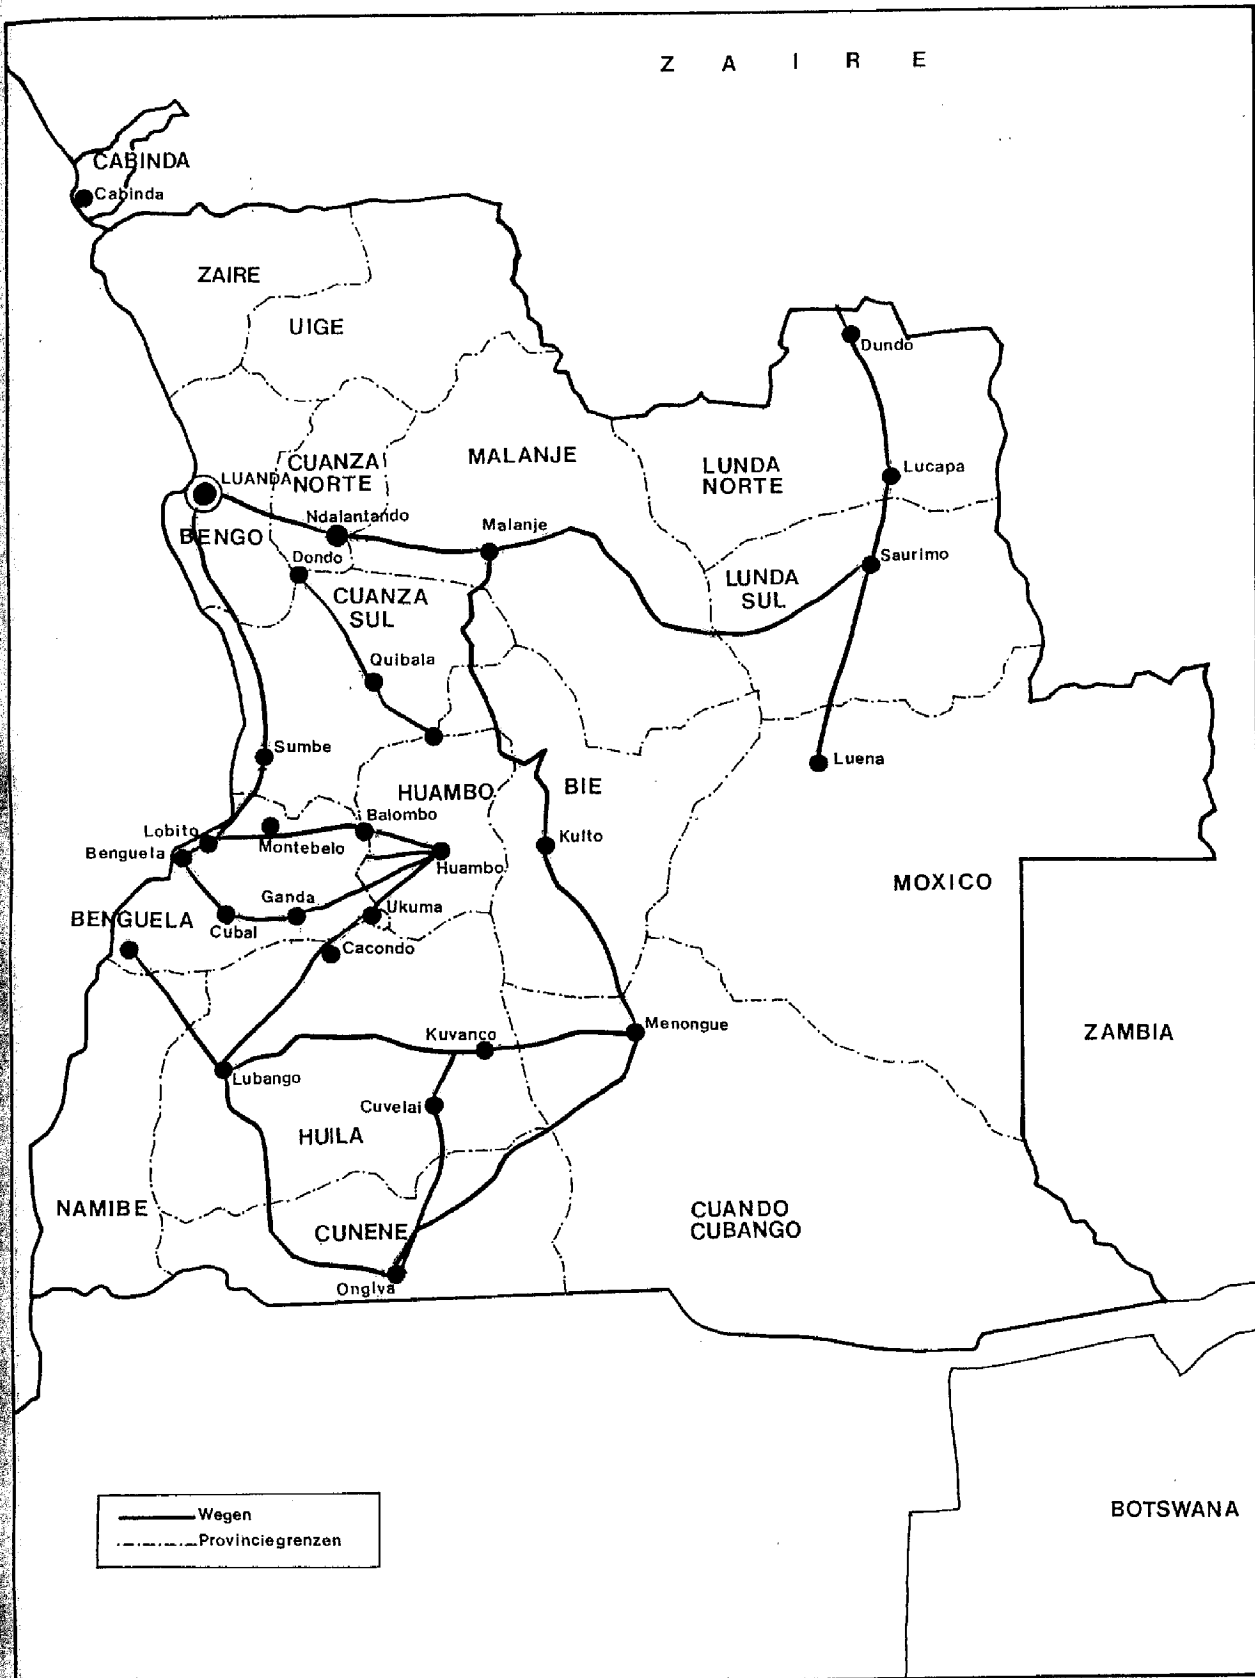 Z A I R E
CABINDA
Cabinda
ZAIRE
UIGE
Dundo
MALANJE
CUANZA
NORTE
LUNDA
NORTE
Lucapa
LUANDA
Ndalantando
Malanje
BENGO
Dondo
Saurimo
LUNDA
SUL
CUANZA
SUL
Quibala
Sumbe
Luena
HUAMBO
BIE
Balombo
Lobito
Montebelo
Kuito
Benguela
Huambo
MOXICO
Ganda
Ukuma
BENGUELA
Cubal
Cacondo
Menongue
Kuvanco
ZAMBIA
Lubango
Cuvelai
HUILA
NAMIBE
CUANDO
CUBANGO
CUNENE
Ongiva
BOTSWANA
Wegen
Provinciegrenzen